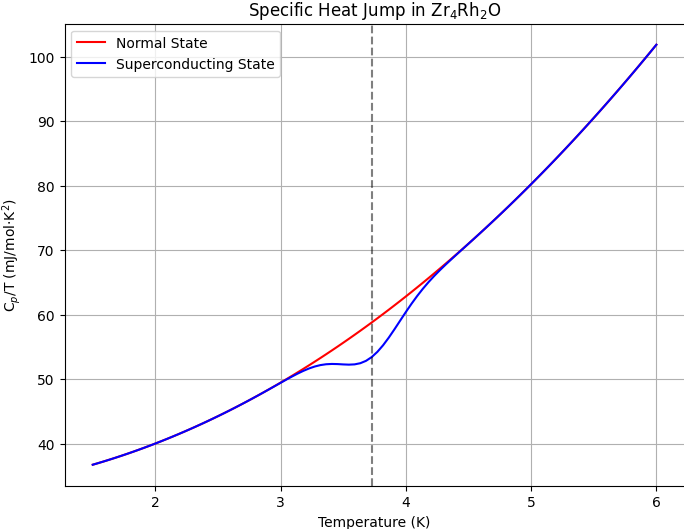 Specific Heat Jump in Zr₄Rh₂O
Normal State
Superconducting State
100
90
80
70
60
50
40
Cₚ/T (mJ/mol·K²)
2 3 4 5 6
Temperature (K)